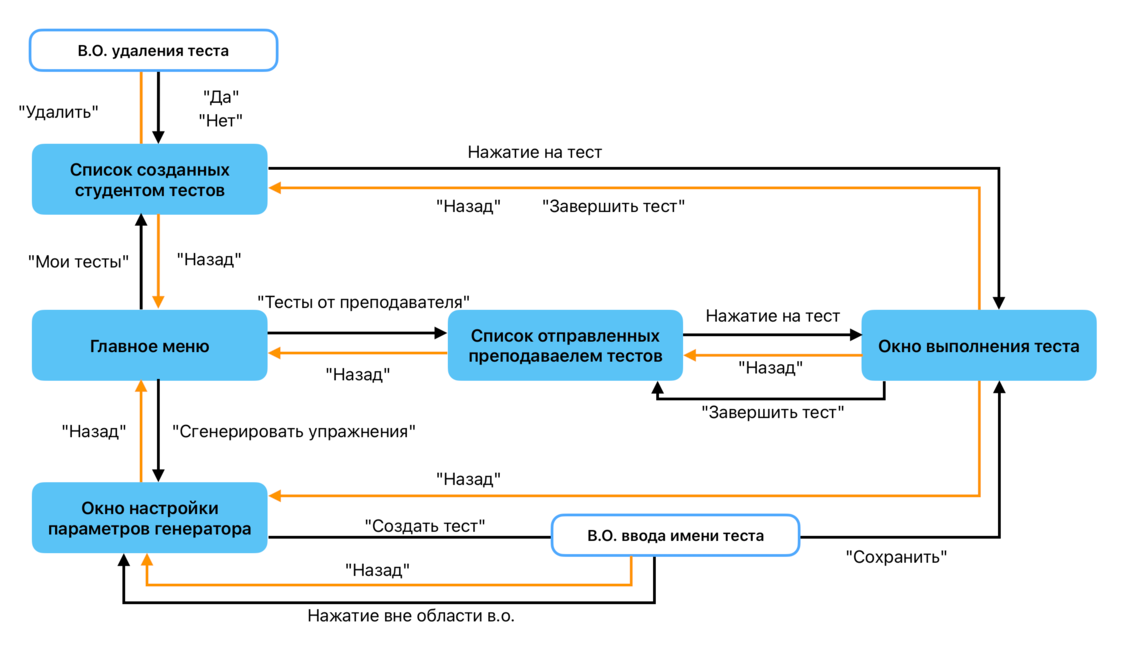 В.О. удаления теста
"Удалить"
"Да"
"Нет"
Список созданных
студентом тестов
Нажатие на тест
"Назад"
"Завершить тест"
"Мои тесты"
"Назад"
"Тесты от преподавателя"
Главное меню
"Назад"
Список отправленных
преподаваелем тестов
Нажатие на тест
"Назад"
"Завершить тест"
Окно выполнения теста
"Назад"
"Сгенерировать упражнения"
"Назад"
Окно настройки
параметров генератора
"Создать тест"
В.О. ввода имени теста
"Сохранить"
"Назад"
Нажатие вне области в.о.